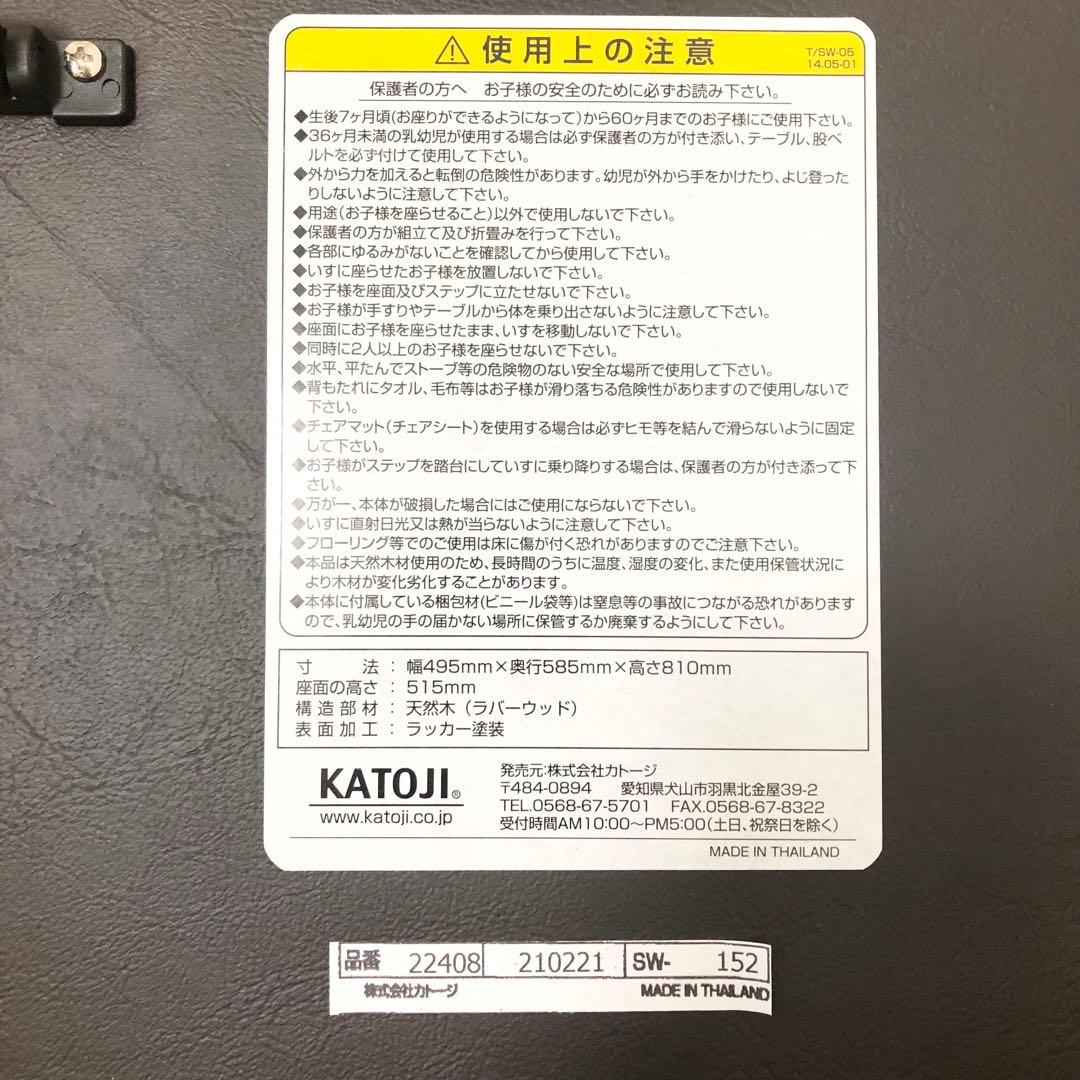 ⚠使用上の注意
T/SW-05
14.05-01
保護者の方へ　お子様の安全のために必ずお読み下さい。
◆生後7ヶ月頃(お座りができるようになって)から60ヶ月までのお子様にご使用下さい。
◆36ヶ月未満の乳幼児が使用する場合は必ず保護者の方が付き添い、テーブル、股ベ
ルトを必ず付けて使用して下さい。
◆外から力を加えると転倒の危険性があります。幼児が外から手をかけたり、よじ登った
りしないように注意して下さい。
◆用途(お子様を座らせること)以外で使用しないで下さい。
◆保護者の方が組立て及び折畳みを行って下さい。
◆各部にゆるみがないことを確認してから使用して下さい。
◆いすに座らせたお子様を放置しないで下さい。
◆お子様を座面及びステップに立たせないで下さい。
◆お子様が手すりやテーブルから体を乗り出さないように注意して下さい。
◆座面にお子様を座らせたまま、いすを移動しないで下さい。
◆同時に2人以上のお子様を座らせないで下さい。
◆水平、平たんでストーブ等の危険物のない安全な場所で使用して下さい。
◆背もたれにタオル、毛布等はお子様が滑り落ちる危険性がありますので使用しないで
下さい。
◆チェアマット(チェアシート)を使用する場合は必ずヒモ等を結んで滑らないように固定
して下さい。
◆お子様がステップを踏台にしていすに乗り降りする場合は、保護者の方が付き添って下
さい。
◆万が一、本体が破損した場合にはご使用にならないで下さい。
◆いすに直射日光又は熱が当らないように注意して下さい。
◆フローリング等でのご使用は床に傷が付く恐れがありますのでご注意下さい。
◆本品は天然木材使用のため、長時間のうちに温度、湿度の変化、また使用保管状況に
より木材が変化劣化することがあります。
◆本体に付属している梱包材(ビニール袋等)は窒息等の事故につながる恐れがあります
ので、乳幼児の手の届かない場所に保管するか廃棄するようにして下さい。
寸法：幅495mm×奥行585mm×高さ810mm
座面の高さ：515mm
構造部材：天然木（ラバーウッド）
表面加工：ラッカー塗装
KATOJI®
www.katoji.co.jp
発売元:株式会社カトージ
〒484-0894　愛知県犬山市羽黒北金屋39-2
TEL.0568-67-5701　FAX.0568-67-8322
受付時間AM10:00〜PM5:00(土日、祝祭日を除く)
MADE IN THAILAND
品番 22408 210221 SW- 152
株式会社カトージ MADE IN THAILAND